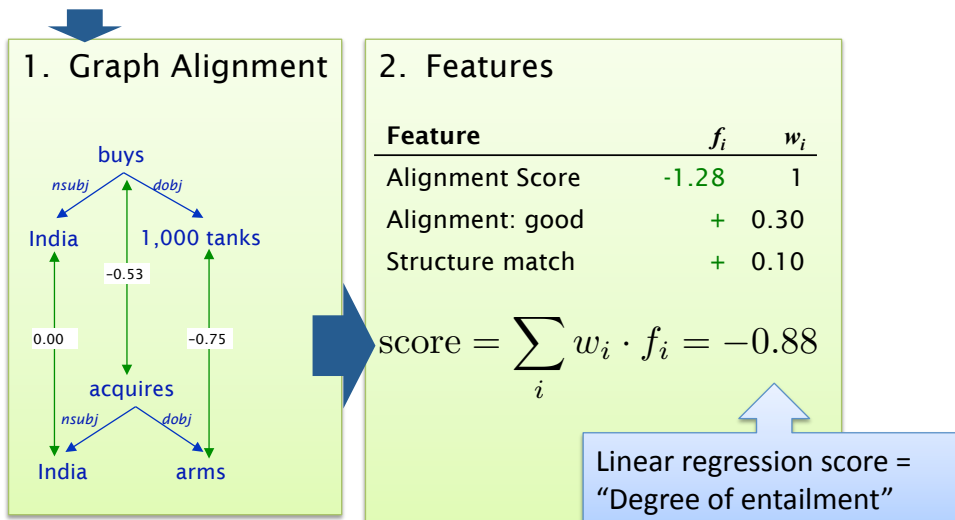 1. Graph Alignment
buys
nsubj dobj
India 1,000 tanks
-0.53
0.00 -0.75
acquires
nsubj dobj
India arms
2. Features
Feature fᵢ wᵢ
Alignment Score -1.28 1
Alignment: good + 0.30
Structure match + 0.10
score = ∑ᵢ wᵢ · fᵢ = −0.88
Linear regression score =
“Degree of entailment”